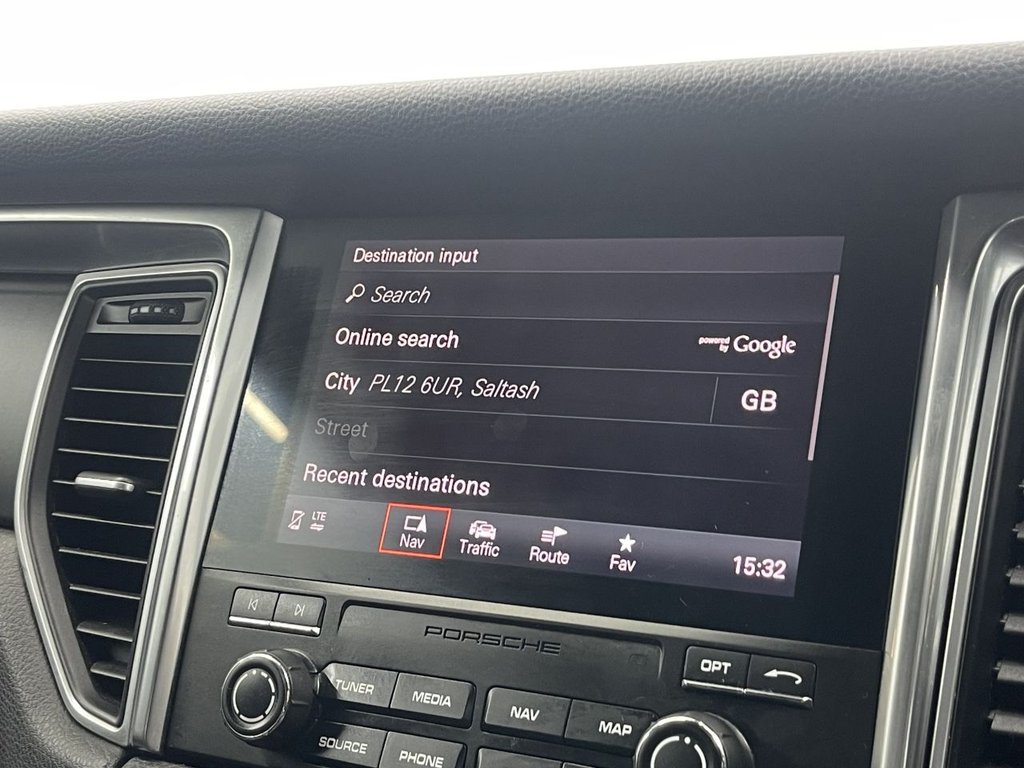 Destination input
Search
Online search powered by Google
City PL12 6UR, Saltash GB
Street
Recent destinations
LTE
Nav Traffic Route Fav 15:32
PORSCHE
TUNER MEDIA NAV MAP OPT
SOURCE PHONE